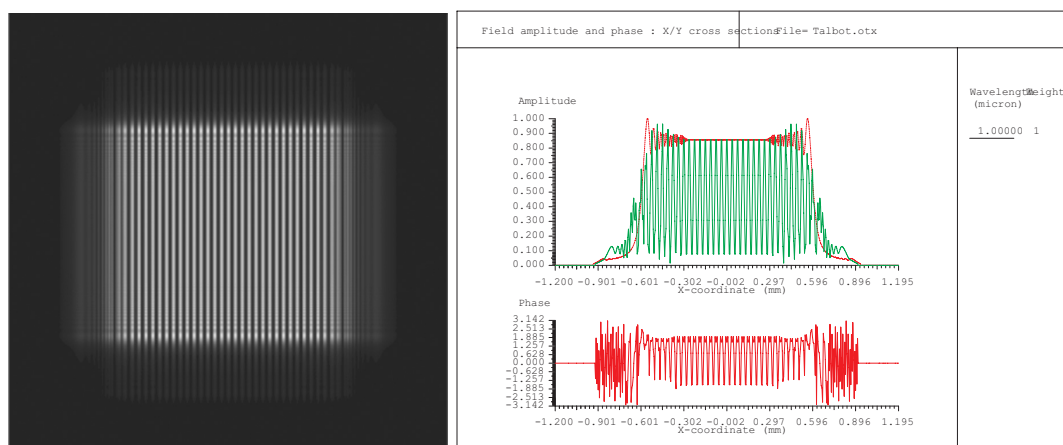 Field amplitude and phase : X/Y cross sections File= Talbot.otx
Wavelength Weight
(micron)
1.00000 1
Amplitude
1.000
0.900
0.800
0.700
0.600
0.500
0.400
0.300
0.200
0.100
0.000
-1.200 -0.901 -0.601 -0.302 -0.002 0.297 0.596 0.896 1.195
X-coordinate (mm)
Phase
3.142
2.513
1.885
1.257
0.628
0.000
-0.628
-1.257
-1.885
-2.513
-3.142
-1.200 -0.901 -0.601 -0.302 -0.002 0.297 0.596 0.896 1.195
X-coordinate (mm)